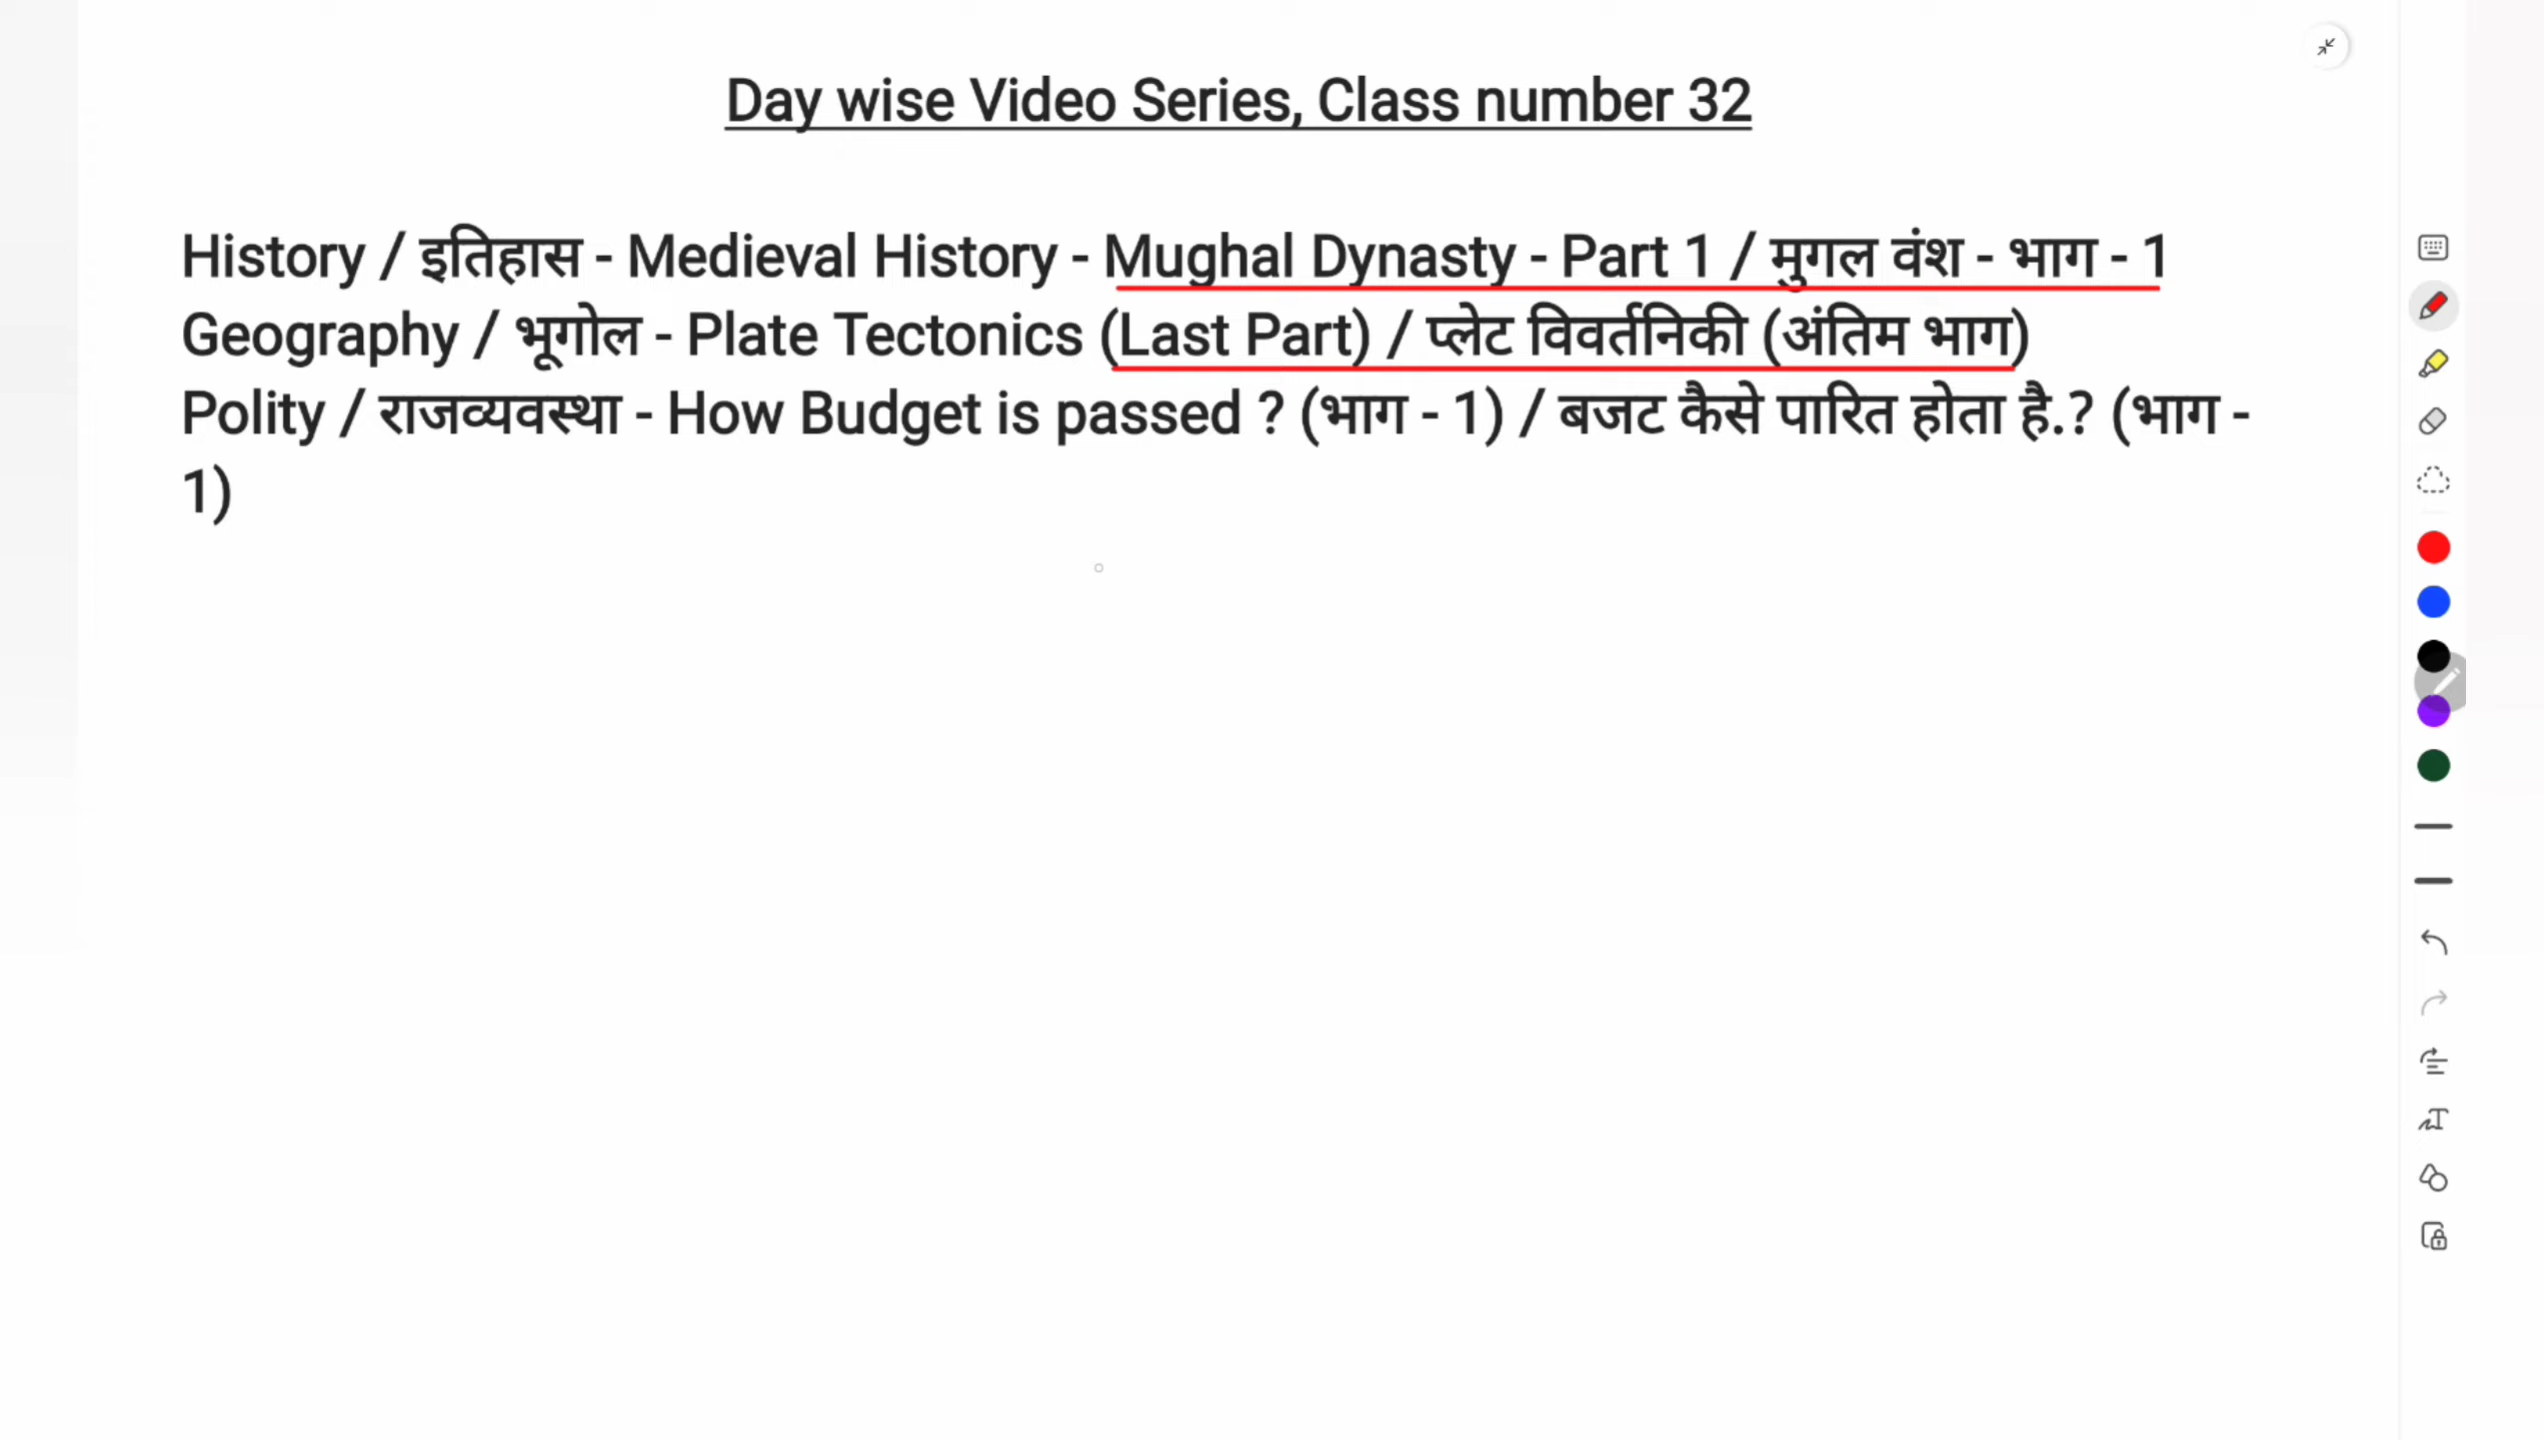 Day wise Video Series, Class number 32
History / इतिहास - Medieval History - Mughal Dynasty - Part 1 / मुगल वंश - भाग - 1
Geography / भूगोल - Plate Tectonics (Last Part) / प्लेट विवर्तनिकी (अंतिम भाग)
Polity / राजव्यवस्था - How Budget is passed ? (भाग - 1) / बजट कैसे पारित होता है.? (भाग -
1)